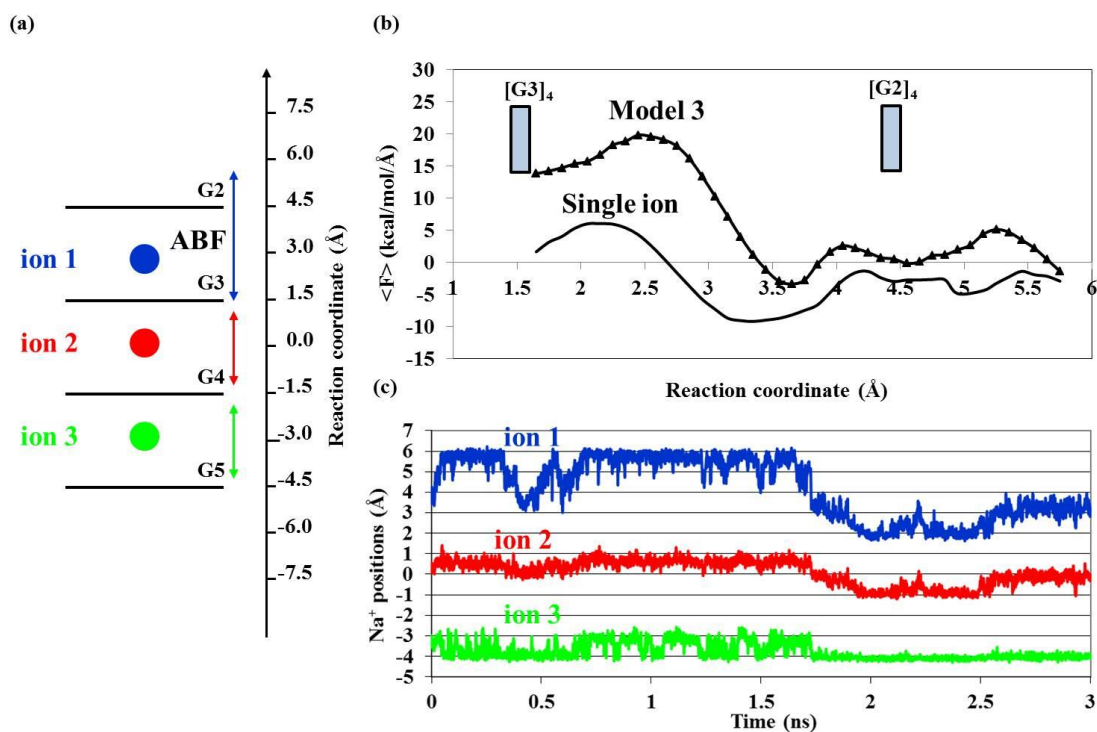 (a)
7.5
6.0
G2
4.5
ABF
ion 1
3.0
G3
1.5
ion 2
0.0
G4
-1.5
ion 3
-3.0
G5
-4.5
-6.0
-7.5
Reaction coordinate (Å)
(b)
30
25
20
15
10
5
0
-5
-10
-15
<F> (kcal/mol/Å)
[G3]4
[G2]4
Model 3
Single ion
1 1.5 2 2.5 3 3.5 4 4.5 5 5.5 6
Reaction coordinate (Å)
(c)
7
6
5
4
3
2
1
0
-1
-2
-3
-4
-5
Na+ positions (Å)
ion 1
ion 2
ion 3
0 0.5 1 1.5 2 2.5 3
Time (ns)